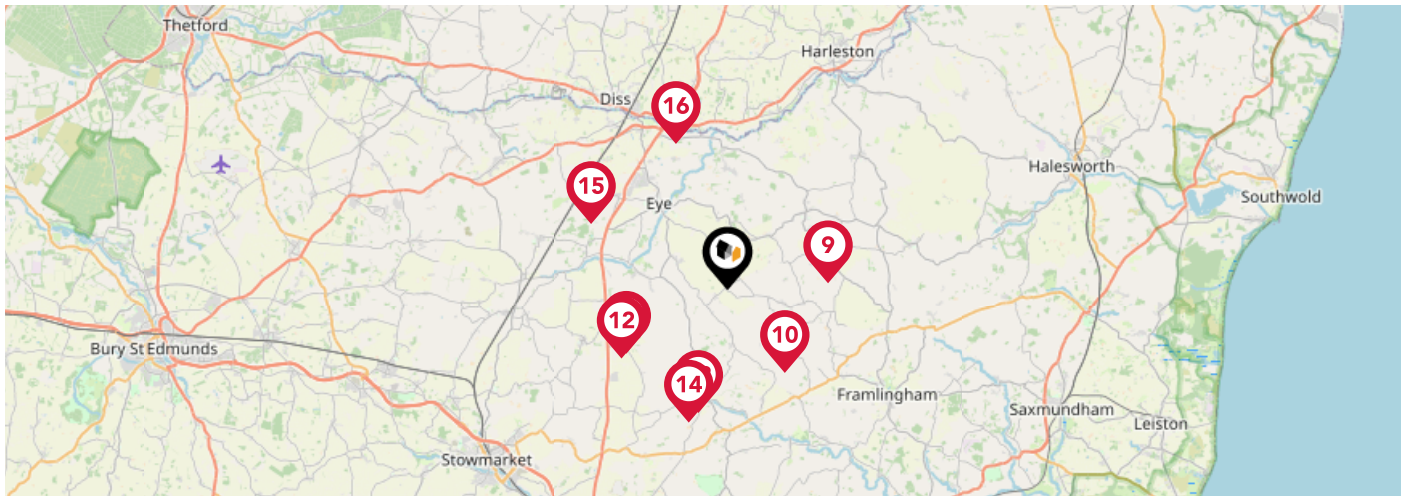 Thetford
Harleston
Diss
16
Halesworth
15
Southwold
Eye
9
12
10
Bury St Edmunds
14
Framlingham
Saxmundham
Leiston
Stowmarket